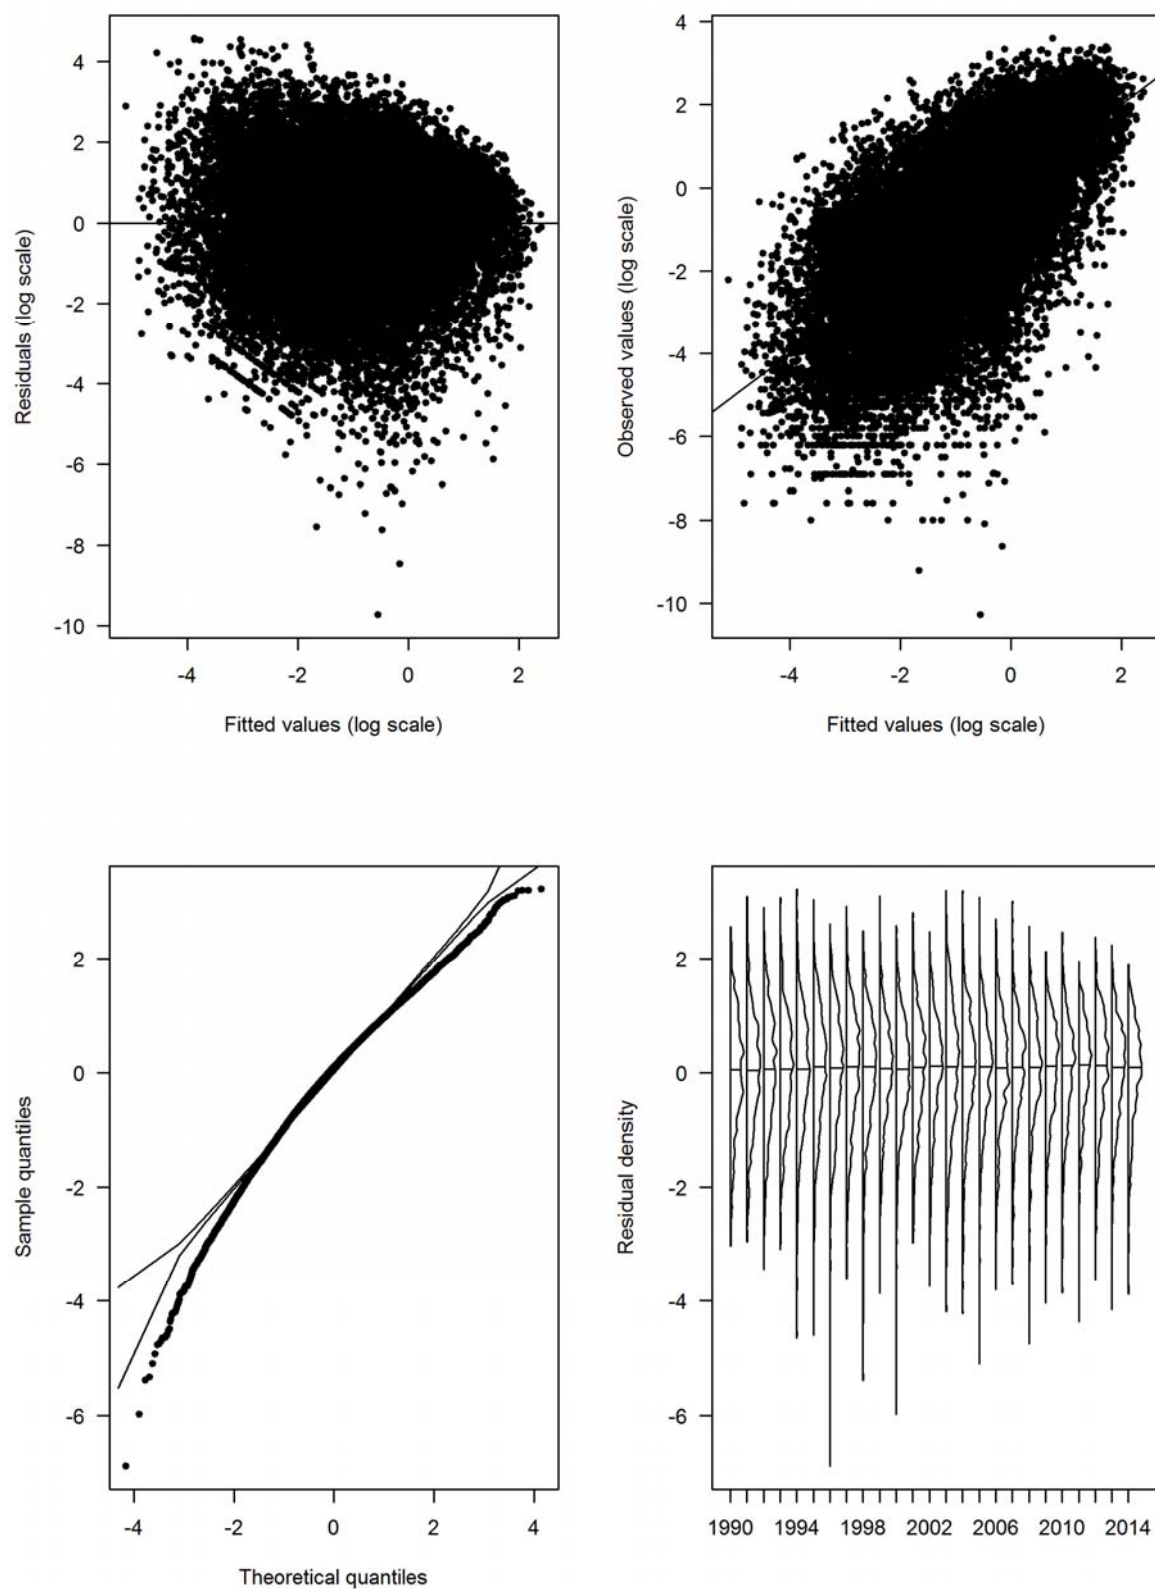 Residuals (log scale)
4
2
0
-2
-4
-6
-8
-10
-4 -2 0 2
Fitted values (log scale)
Observed values (log scale)
4
2
0
-2
-4
-6
-8
-10
-4 -2 0 2
Fitted values (log scale)
Sample quantiles
2
0
-2
-4
-6
-4 -2 0 2 4
Theoretical quantiles
Residual density
2
0
-2
-4
-6
1990 1994 1998 2002 2006 2010 2014